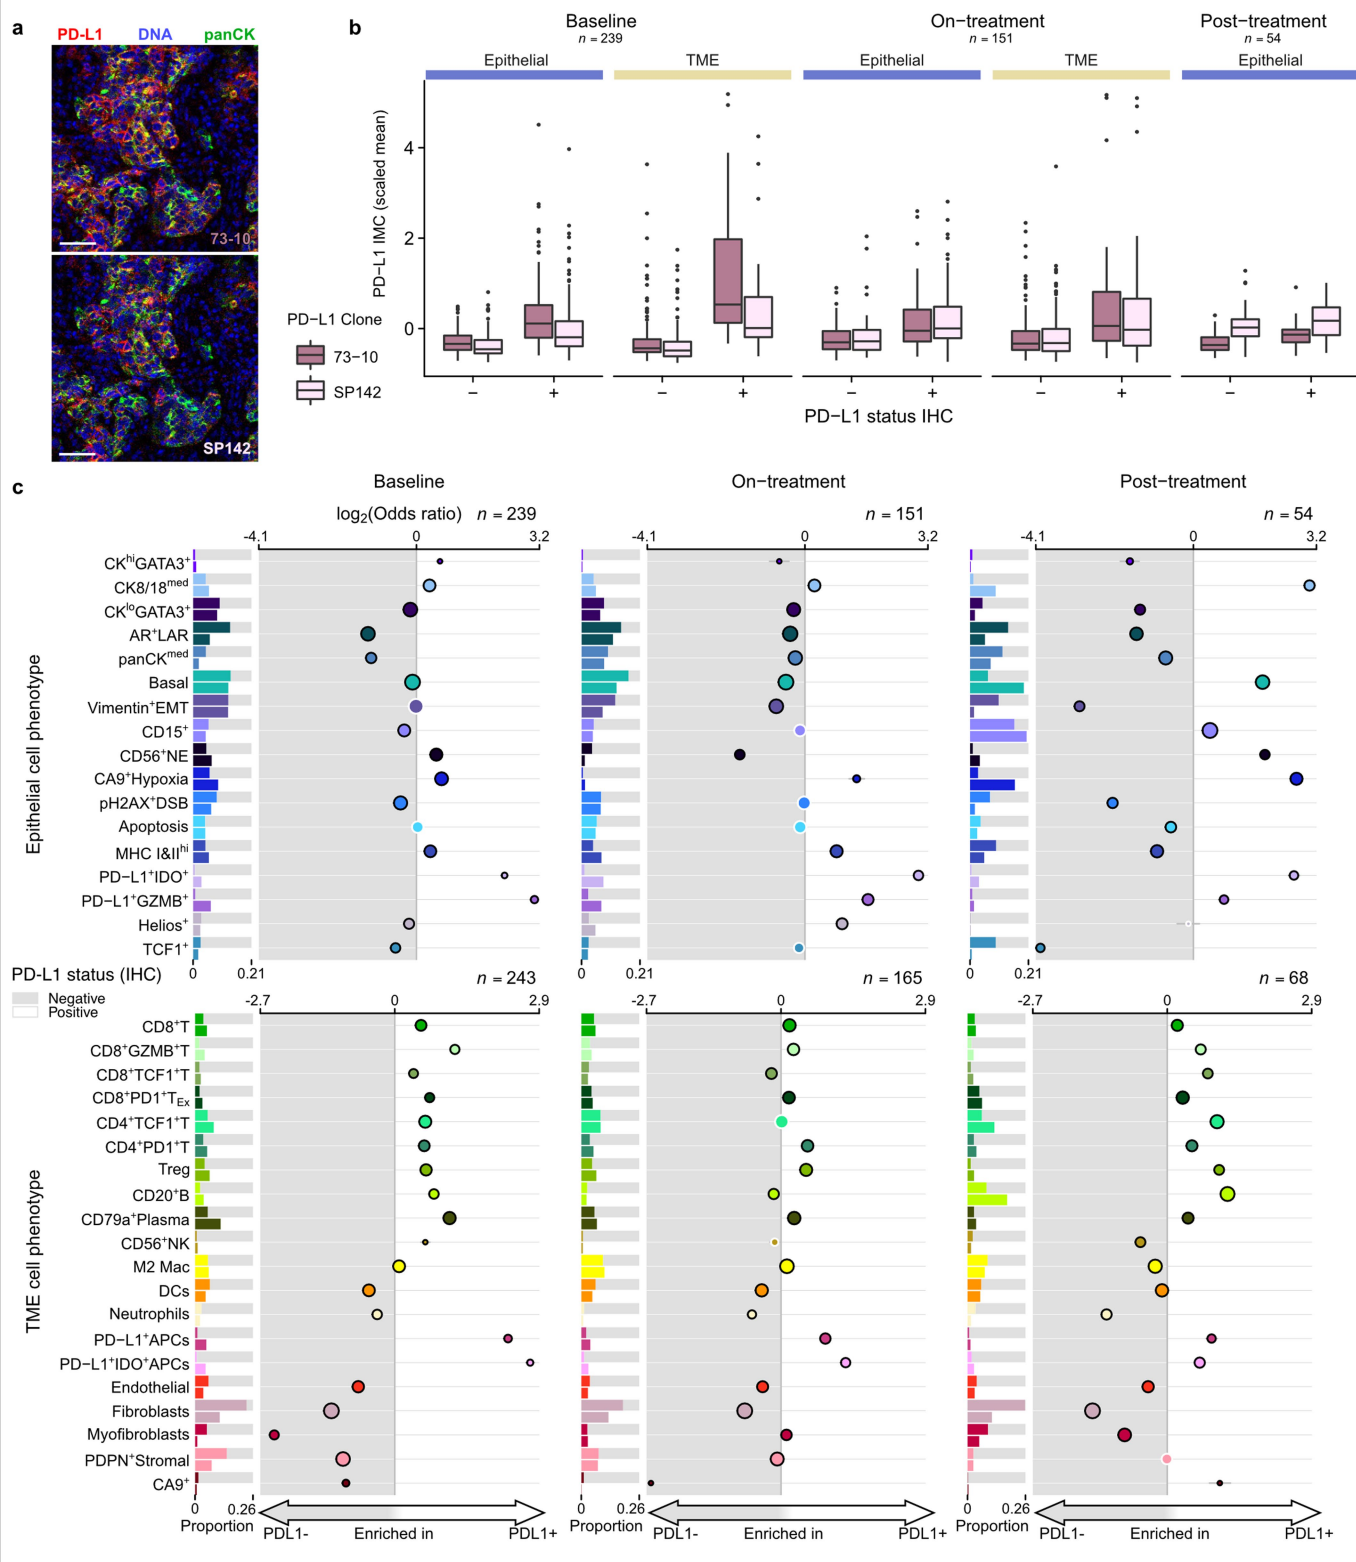 a
PD-L1 DNA panCK
73-10
SP142
b
Baseline On−treatment Post−treatment
n = 239 n = 151 n = 54
Epithelial TME Epithelial TME Epithelial
PD−L1 IMC (scaled mean)
4
2
0
− + − + − + − + − +
PD−L1 status IHC
PD−L1 Clone
73−10
SP142
c
Baseline On−treatment Post−treatment
log2(Odds ratio) n = 239 n = 151 n = 54
-4.1 0 3.2 -4.1 0 3.2 -4.1 0 3.2
Epithelial cell phenotype
CKhiGATA3+
CK8/18med
CKloGATA3+
AR+LAR
panCKmed
Basal
Vimentin+EMT
CD15+
CD56+NE
CA9+Hypoxia
pH2AX+DSB
Apoptosis
MHC I&IIhi
PD−L1+IDO+
PD−L1+GZMB+
Helios+
TCF1+
0 0.21 0 0.21 0 0.21
PD-L1 status (IHC)
Negative
Positive
n = 243 n = 165 n = 68
-2.7 0 2.9 -2.7 0 2.9 -2.7 0 2.9
TME cell phenotype
CD8+T
CD8+GZMB+T
CD8+TCF1+T
CD8+PD1+TEx
CD4+TCF1+T
CD4+PD1+T
Treg
CD20+B
CD79a+Plasma
CD56+NK
M2 Mac
DCs
Neutrophils
PD−L1+APCs
PD−L1+IDO+APCs
Endothelial
Fibroblasts
Myofibroblasts
PDPN+Stromal
CA9+
0 0.26 0 0.26 0 0.26
Proportion PDL1- Enriched in PDL1+ Proportion PDL1- Enriched in PDL1+ Proportion PDL1- Enriched in PDL1+